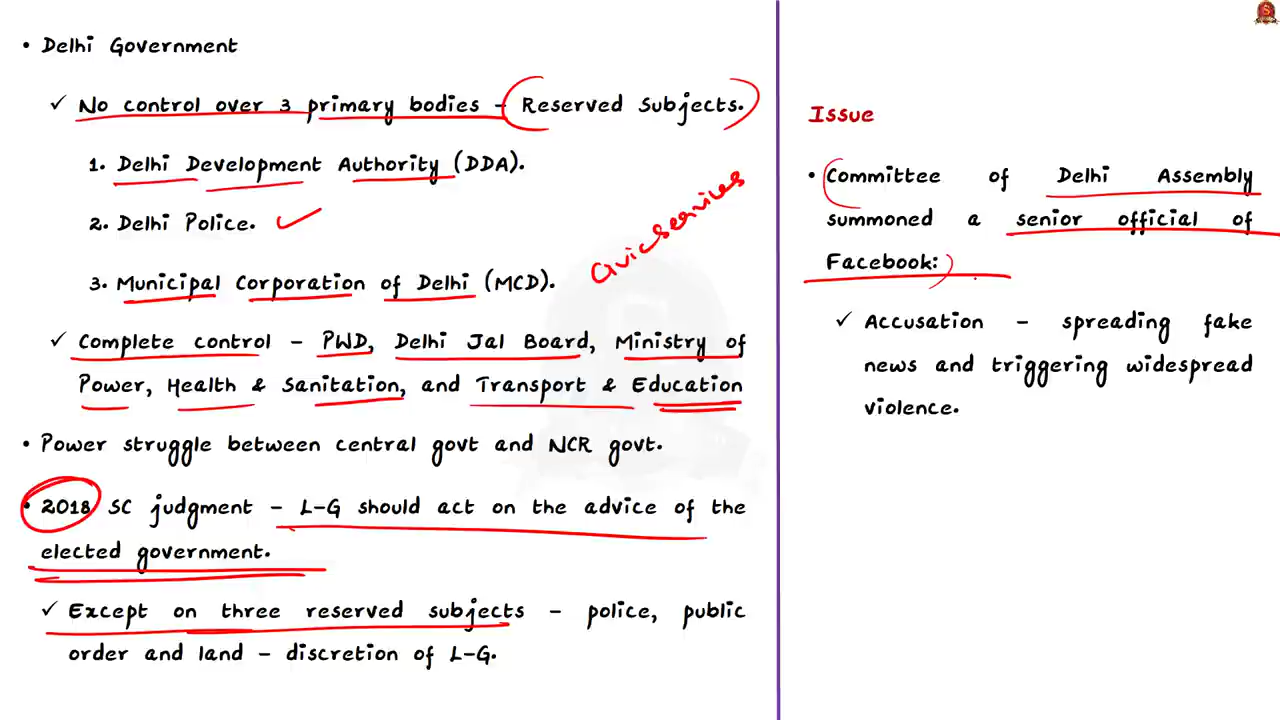 • Delhi Government
✓ No control over 3 primary bodies - Reserved Subjects.
1. Delhi Development Authority (DDA).
2. Delhi Police.
3. Municipal Corporation of Delhi (MCD).
Civic services
✓ Complete control - PWD, Delhi Jal Board, Ministry of
Power, Health & Sanitation, and Transport & Education
• Power struggle between central govt and NCR govt.
• 2018 SC judgment - L-G should act on the advice of the
elected government.
✓ Except on three reserved subjects - police, public
order and land - discretion of L-G.
Issue
• Committee of Delhi Assembly
summoned a senior official of
Facebook:
✓ Accusation - spreading fake
news and triggering widespread
violence.